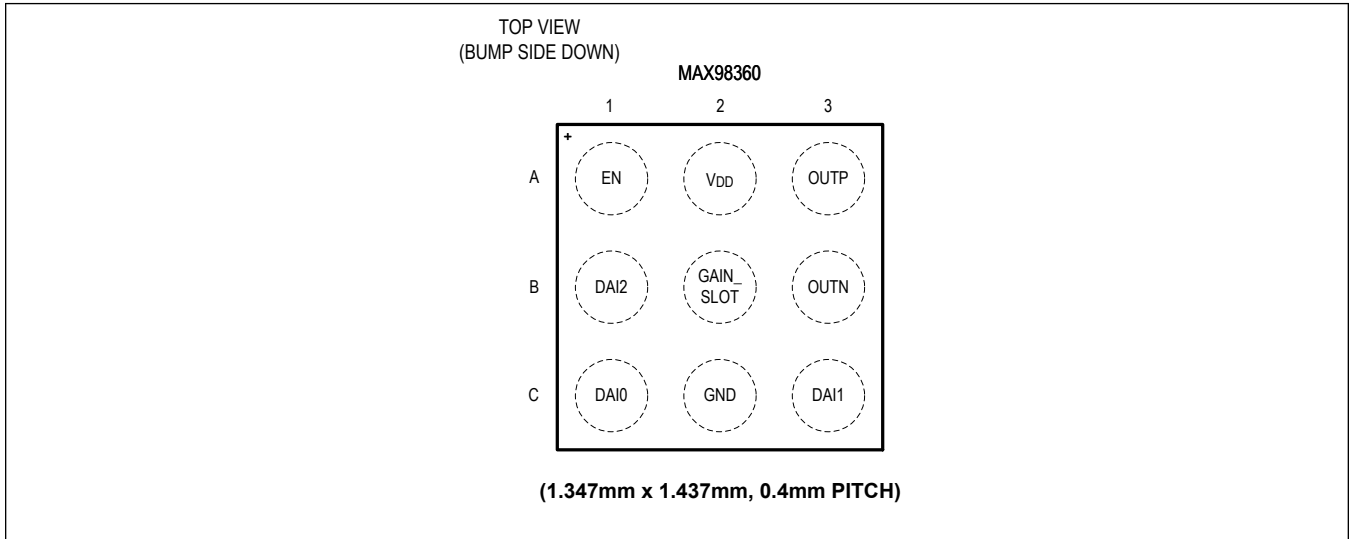 TOP VIEW
(BUMP SIDE DOWN)
MAX98360
1 2 3
+
A EN VDD OUTP
B DAI2 GAIN_
SLOT OUTN
C DAI0 GND DAI1
(1.347mm x 1.437mm, 0.4mm PITCH)